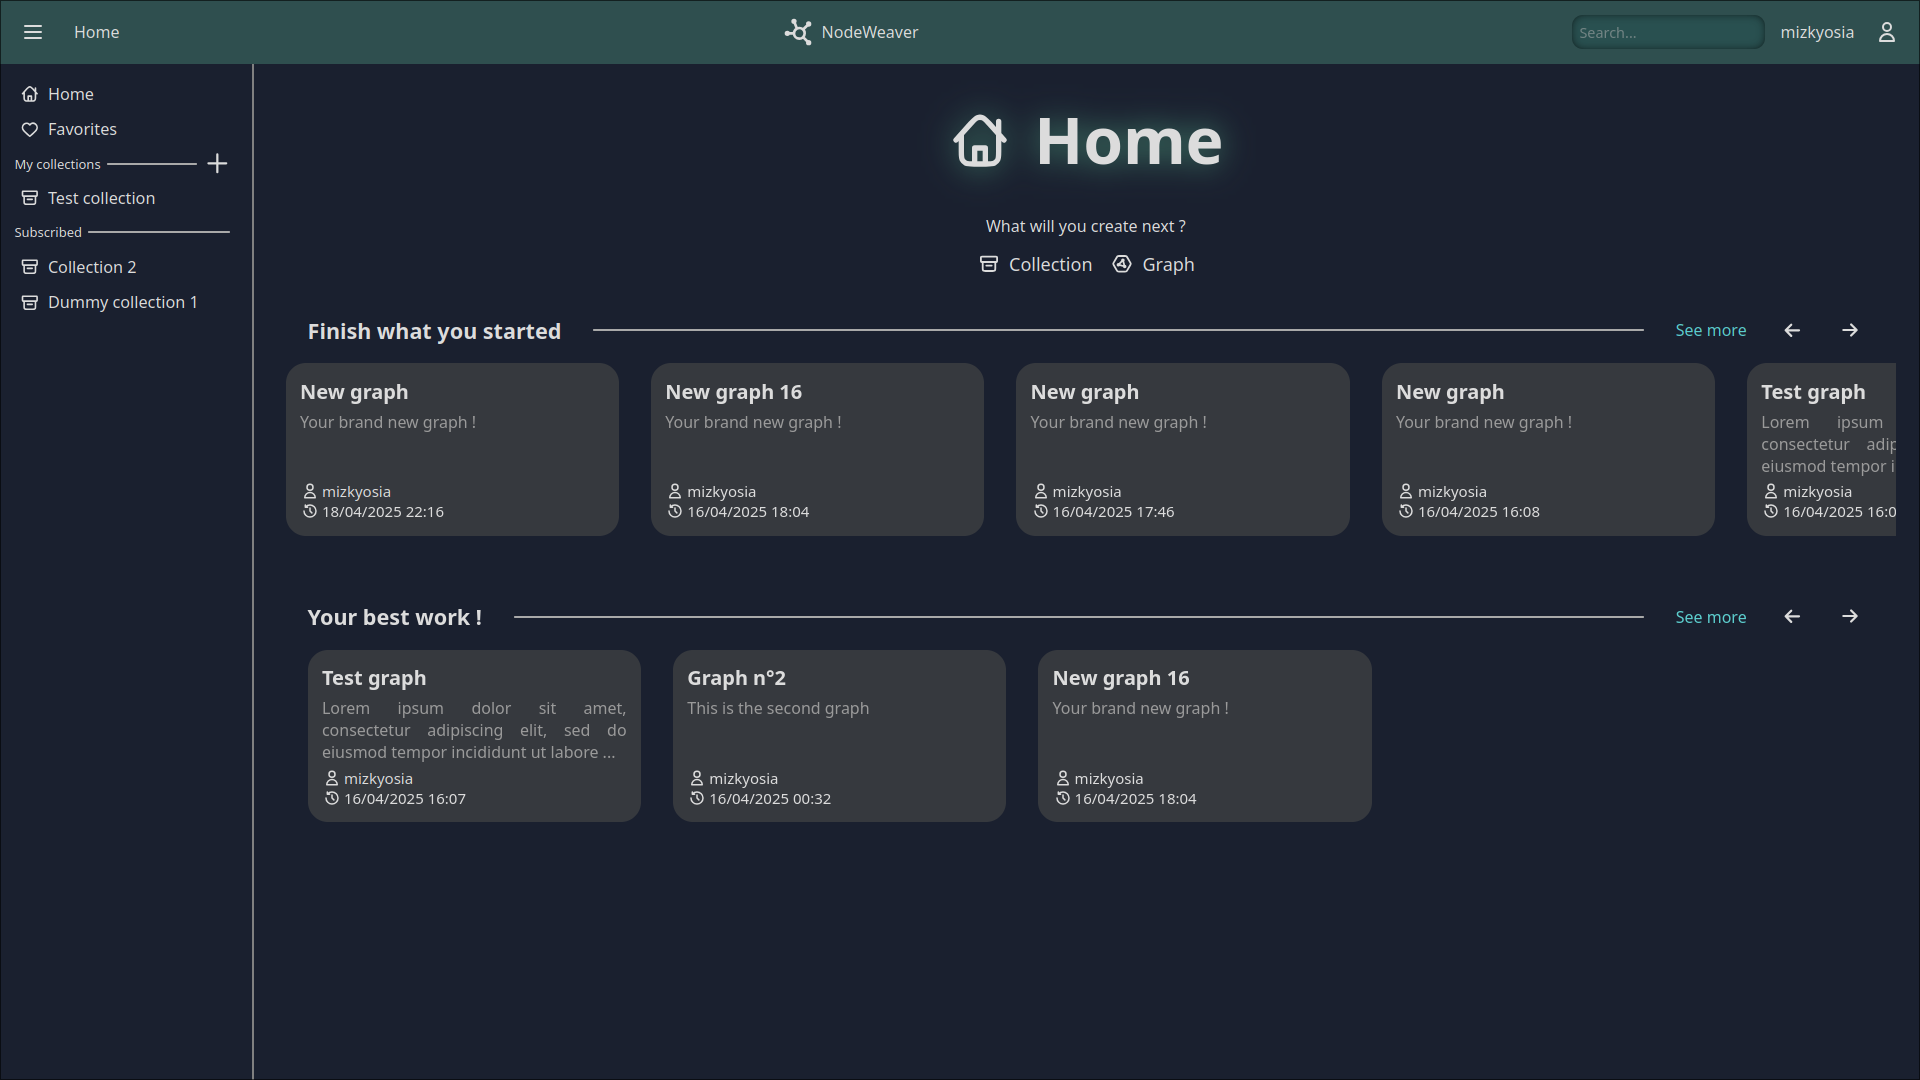 Home
NodeWeaver
Search...
mizkyosia
Home
Favorites
My collections
Test collection
Subscribed
Collection 2
Dummy collection 1
Home
What will you create next ?
Collection
Graph
Finish what you started
See more
New graph
Your brand new graph !
mizkyosia
18/04/2025 22:16
New graph 16
Your brand new graph !
mizkyosia
16/04/2025 18:04
New graph
Your brand new graph !
mizkyosia
16/04/2025 17:46
New graph
Your brand new graph !
mizkyosia
16/04/2025 16:08
Test graph
Lorem ipsum
consectetur adip
eiusmod tempor i
mizkyosia
16/04/2025 16:0
Your best work !
See more
Test graph
Lorem ipsum dolor sit amet,
consectetur adipiscing elit, sed do
eiusmod tempor incididunt ut labore ...
mizkyosia
16/04/2025 16:07
Graph n°2
This is the second graph
mizkyosia
16/04/2025 00:32
New graph 16
Your brand new graph !
mizkyosia
16/04/2025 18:04